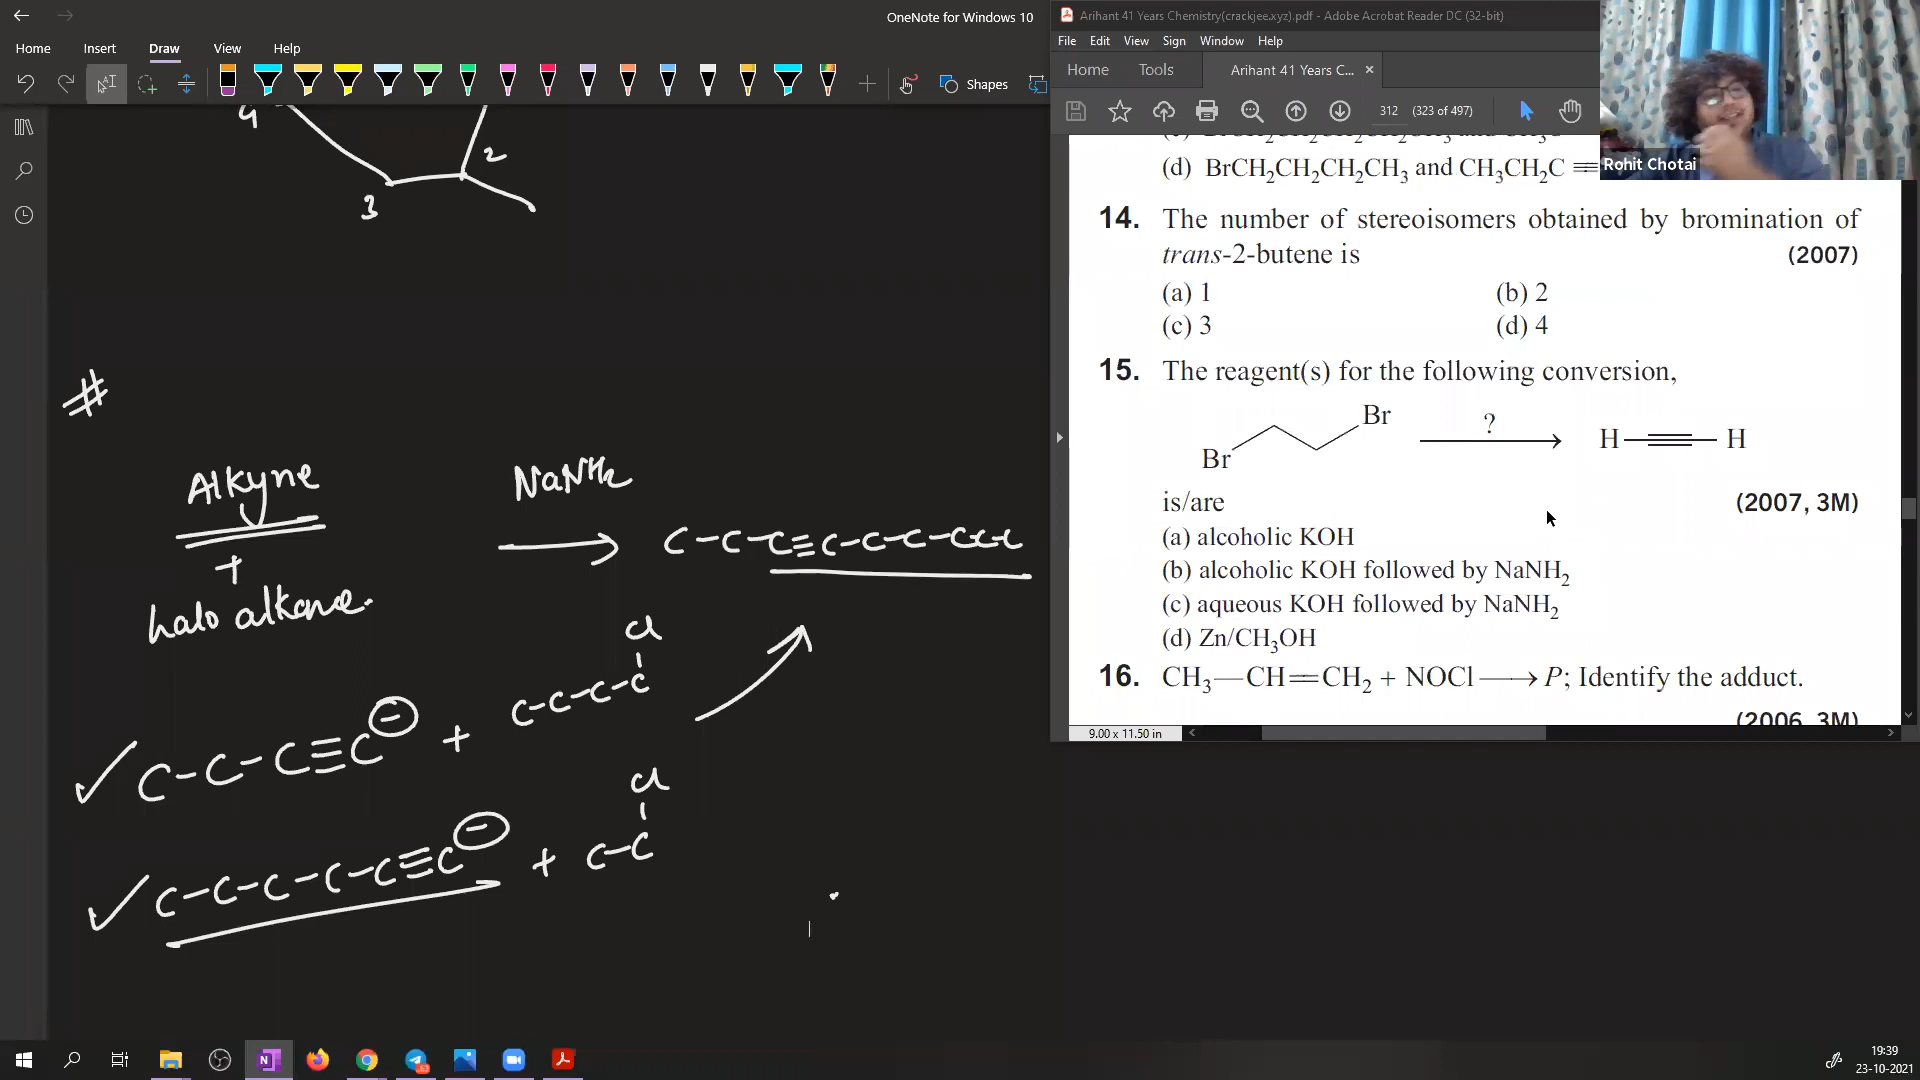 OneNote for Windows 10
Home Insert Draw View Help
Shapes
4
2
3
#
Alkyne
+
halo alkane.
NaNH2
C-C-C≡C-C-C-C-C-C
Cl
C-C-C-C
C-C-C≡C⊖ +
Cl
C-C-C-C-C≡C⊖ + C-C
Arihant 41 Years Chemistry(crackjee.xyz).pdf - Adobe Acrobat Reader DC (32-bit)
File Edit View Sign Window Help
Home Tools Arihant 41 Years C... ×
312 (323 of 497)
Rohit Chotai
(d) BrCH2CH2CH2CH3 and CH3CH2C ≡
14. The number of stereoisomers obtained by bromination of
trans-2-butene is (2007)
(a) 1 (b) 2
(c) 3 (d) 4
15. The reagent(s) for the following conversion,
Br
? H H
Br
is/are (2007, 3M)
(a) alcoholic KOH
(b) alcoholic KOH followed by NaNH2
(c) aqueous KOH followed by NaNH2
(d) Zn/CH3OH
16. CH3—CH=CH2 + NOCl ⟶ P; Identify the adduct.
(2006, 3M)
9.00 x 11.50 in
19:39
23-10-2021